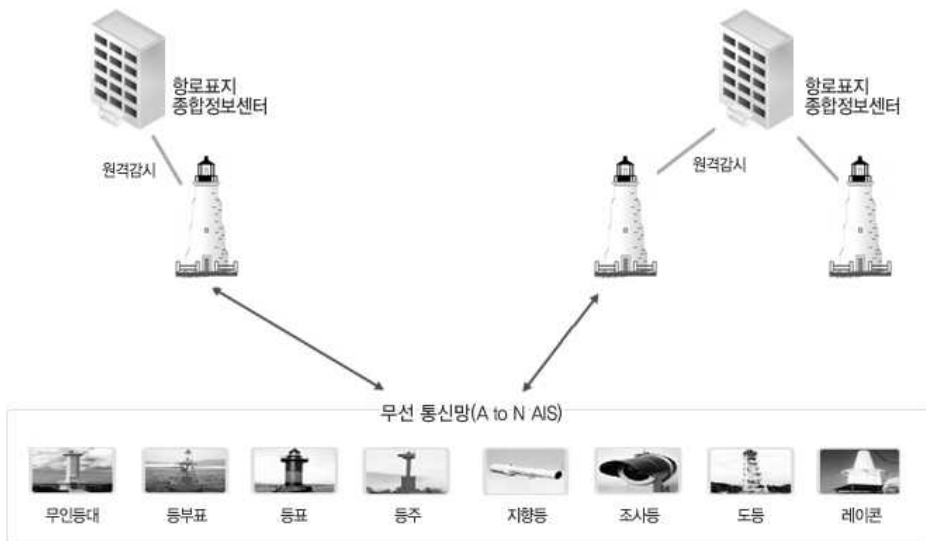 항로표지
종합정보센터
항로표지
종합정보센터
원격감시
원격감시
무선 통신망(A to N AIS)
무인등대
등부표
등표
등주
지향등
조사등
도등
레이콘